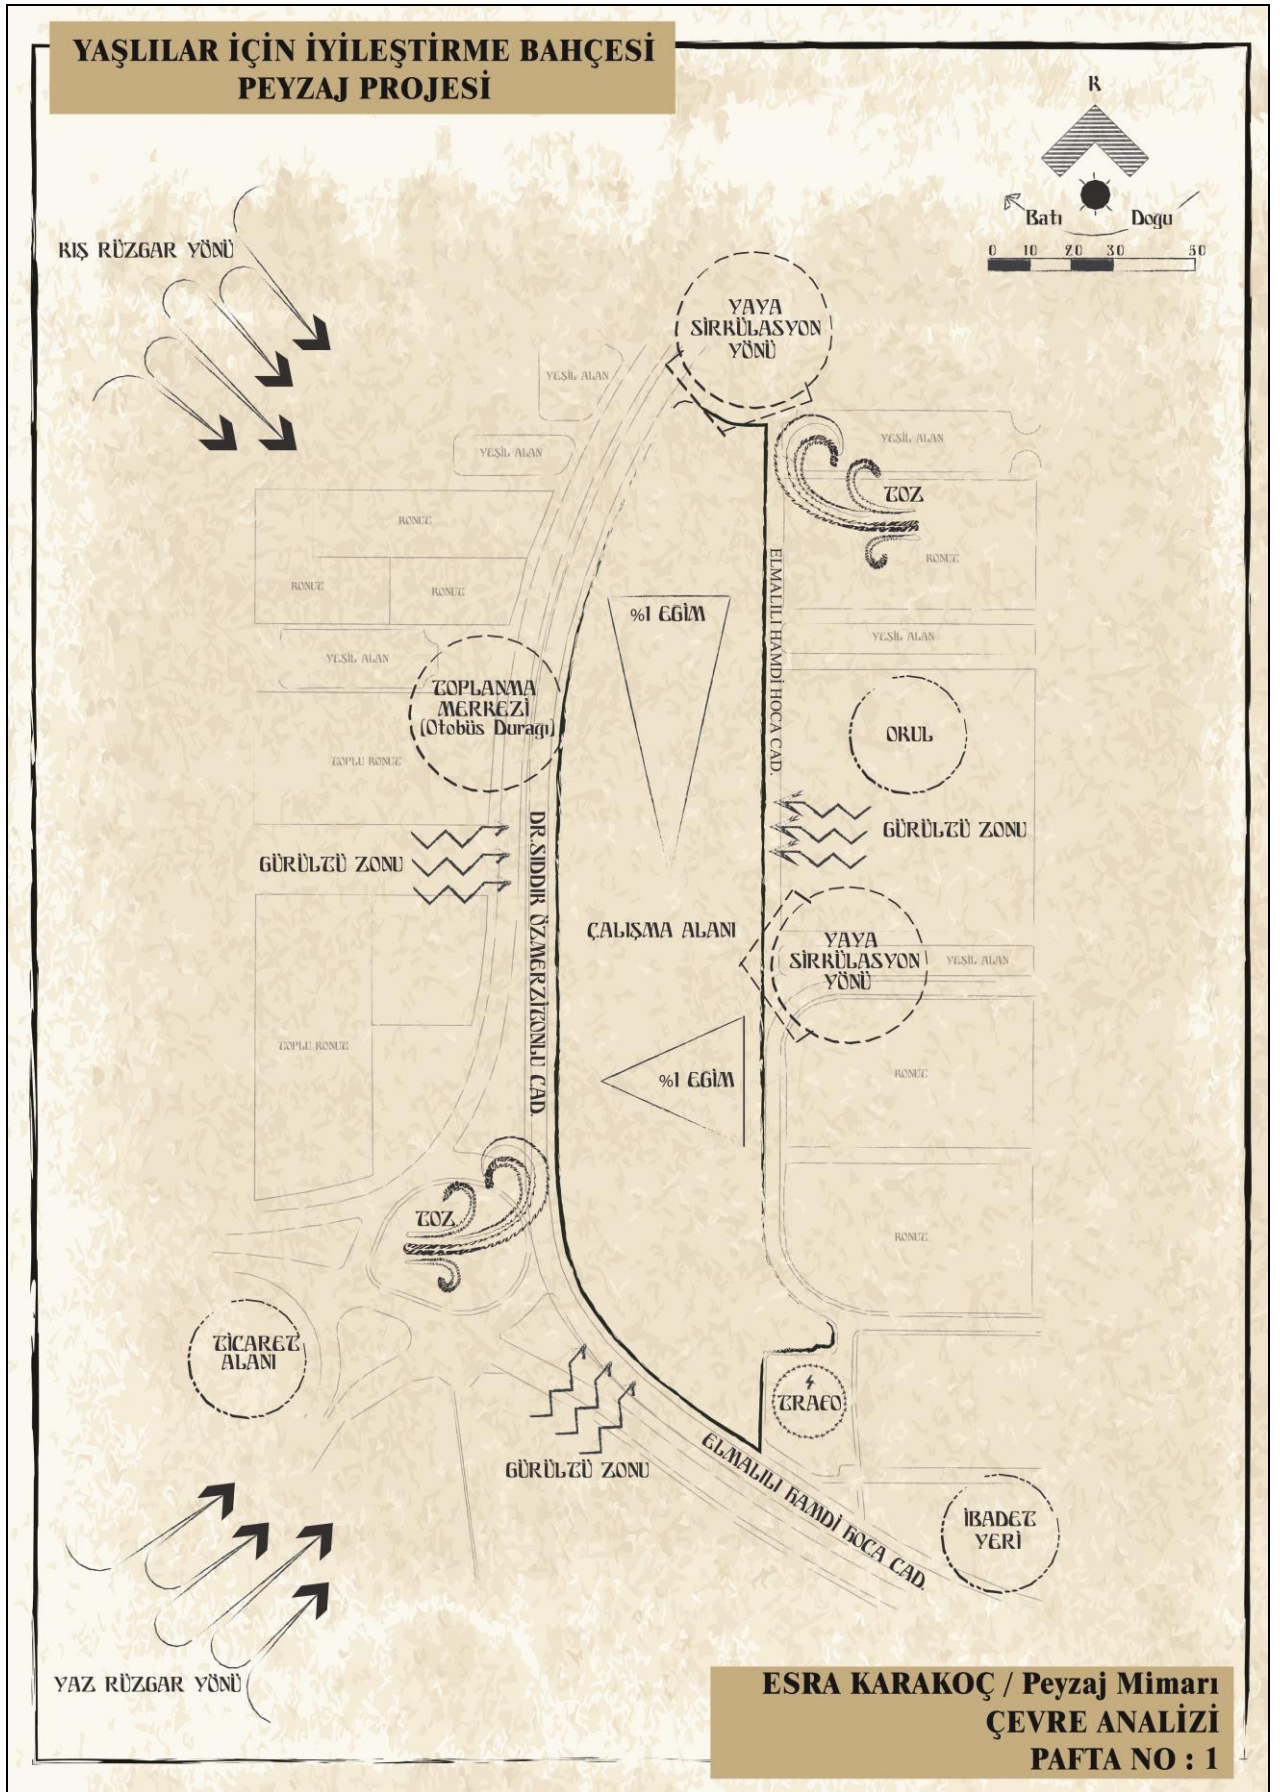 YAŞLILAR İÇİN İYİLEŞTİRME BAHÇESİ
PEYZAJ PROJESİ
K
Batı
Doğu
0 10 20 30 50
KIŞ RÜZGAR YÖNÜ
YAYA
SİRKÜLASYON
YÖNÜ
YEŞİL ALAN
YEŞİL ALAN
YEŞİL ALAN
TOZ
KONUT
KONUT
KONUT
KONUT
ELMALILI HAMDİ HOCA CAD.
%1 EĞİM
YEŞİL ALAN
YEŞİL ALAN
TOPLANMA
MERKEZİ
(Otobüs Durağı)
OKUL
TOPLU KONUT
GÜRÜLTÜ ZONU
GÜRÜLTÜ ZONU
DR.SIDDIK ÖZMERZİTONLU CAD.
ÇALIŞMA ALANI
YAYA
SİRKÜLASYON
YÖNÜ
YEŞİL ALAN
TOPLU KONUT
%1 EĞİM
KONUT
TOZ
KONUT
TİCARET
ALANI
TRAFO
GÜRÜLTÜ ZONU
ELMALILI HAMDİ HOCA CAD.
İBADET
YERİ
YAZ RÜZGAR YÖNÜ
ESRA KARAKOÇ / Peyzaj Mimarı
ÇEVRE ANALİZİ
PAFTA NO : 1